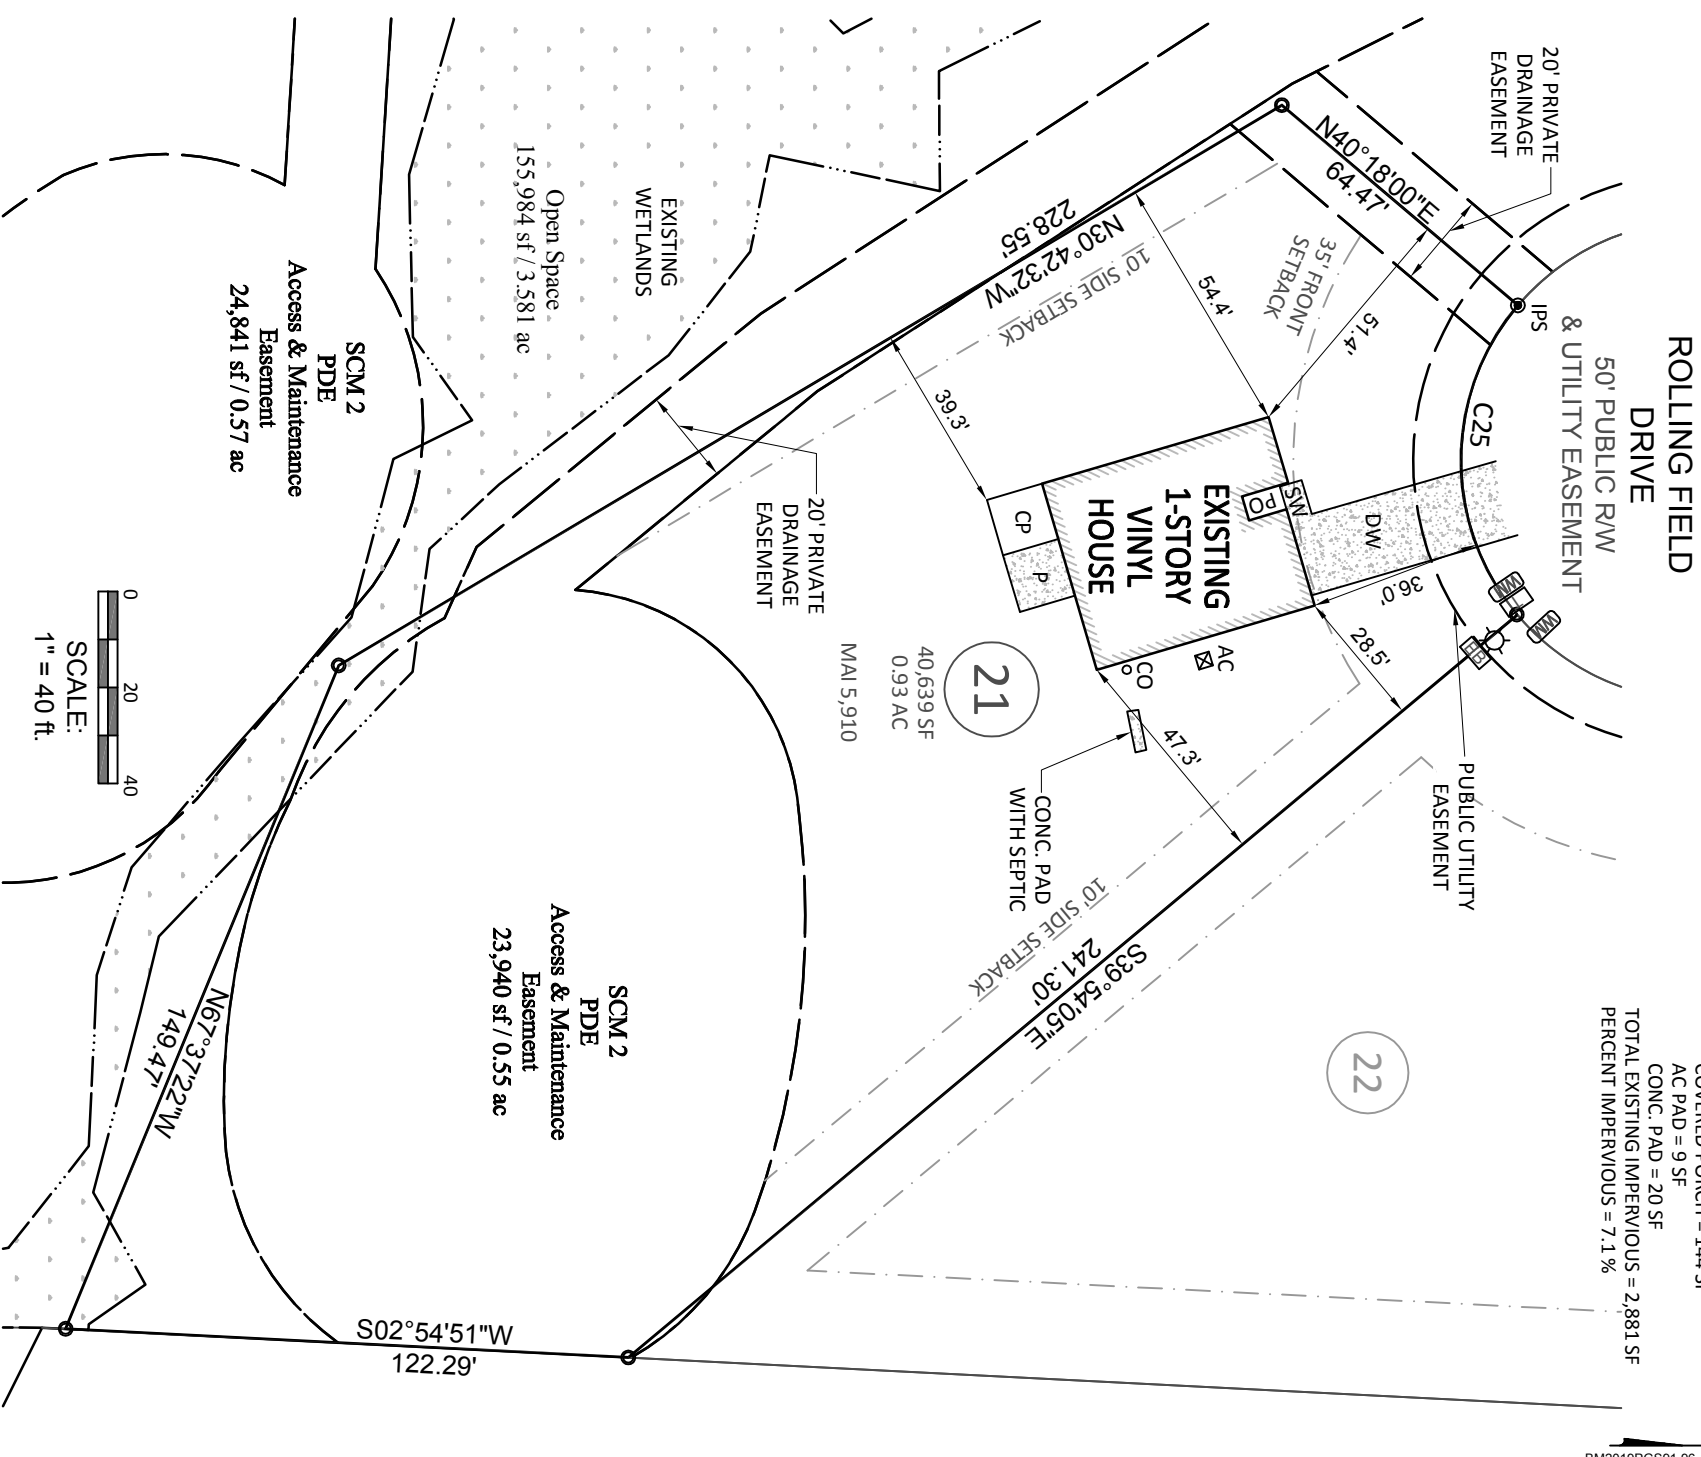 ROLLING FIELD
DRIVE
50' PUBLIC R/W
& UTILITY EASEMENT
20' PRIVATE
DRAINAGE
EASEMENT
N40°18'00"E
64.47'
IPS
C25
35' FRONT
SETBACK
51.4'
54.4'
N30°42'32"W
228.55'
10' SIDE SETBACK
39.3'
EXISTING
1-STORY
VINYL
HOUSE
SW
PO
DW
CP
P
36.0'
28.5'
47.3'
WM
WM
EB
AC
CO
CONC. PAD
WITH SEPTIC
PUBLIC UTILITY
EASEMENT
21
40,639 SF
0.93 AC
MAI 5,910
22
10' SIDE SETBACK
S39°54'05"E
241.30'
20' PRIVATE
DRAINAGE
EASEMENT
EXISTING
WETLANDS
Open Space
155,984 sf / 3.581 ac
SCM 2
PDE
Access & Maintenance
Easement
24,841 sf / 0.57 ac
SCM 2
PDE
Access & Maintenance
Easement
23,940 sf / 0.55 ac
N67°37'22"W
149.47'
S02°54'51"W
122.29'
0 20 40
SCALE:
1" = 40 ft.
AC PAD = 9 SF
CONC. PAD = 20 SF
TOTAL EXISTING IMPERVIOUS = 2,881 SF
PERCENT IMPERVIOUS = 7.1 %